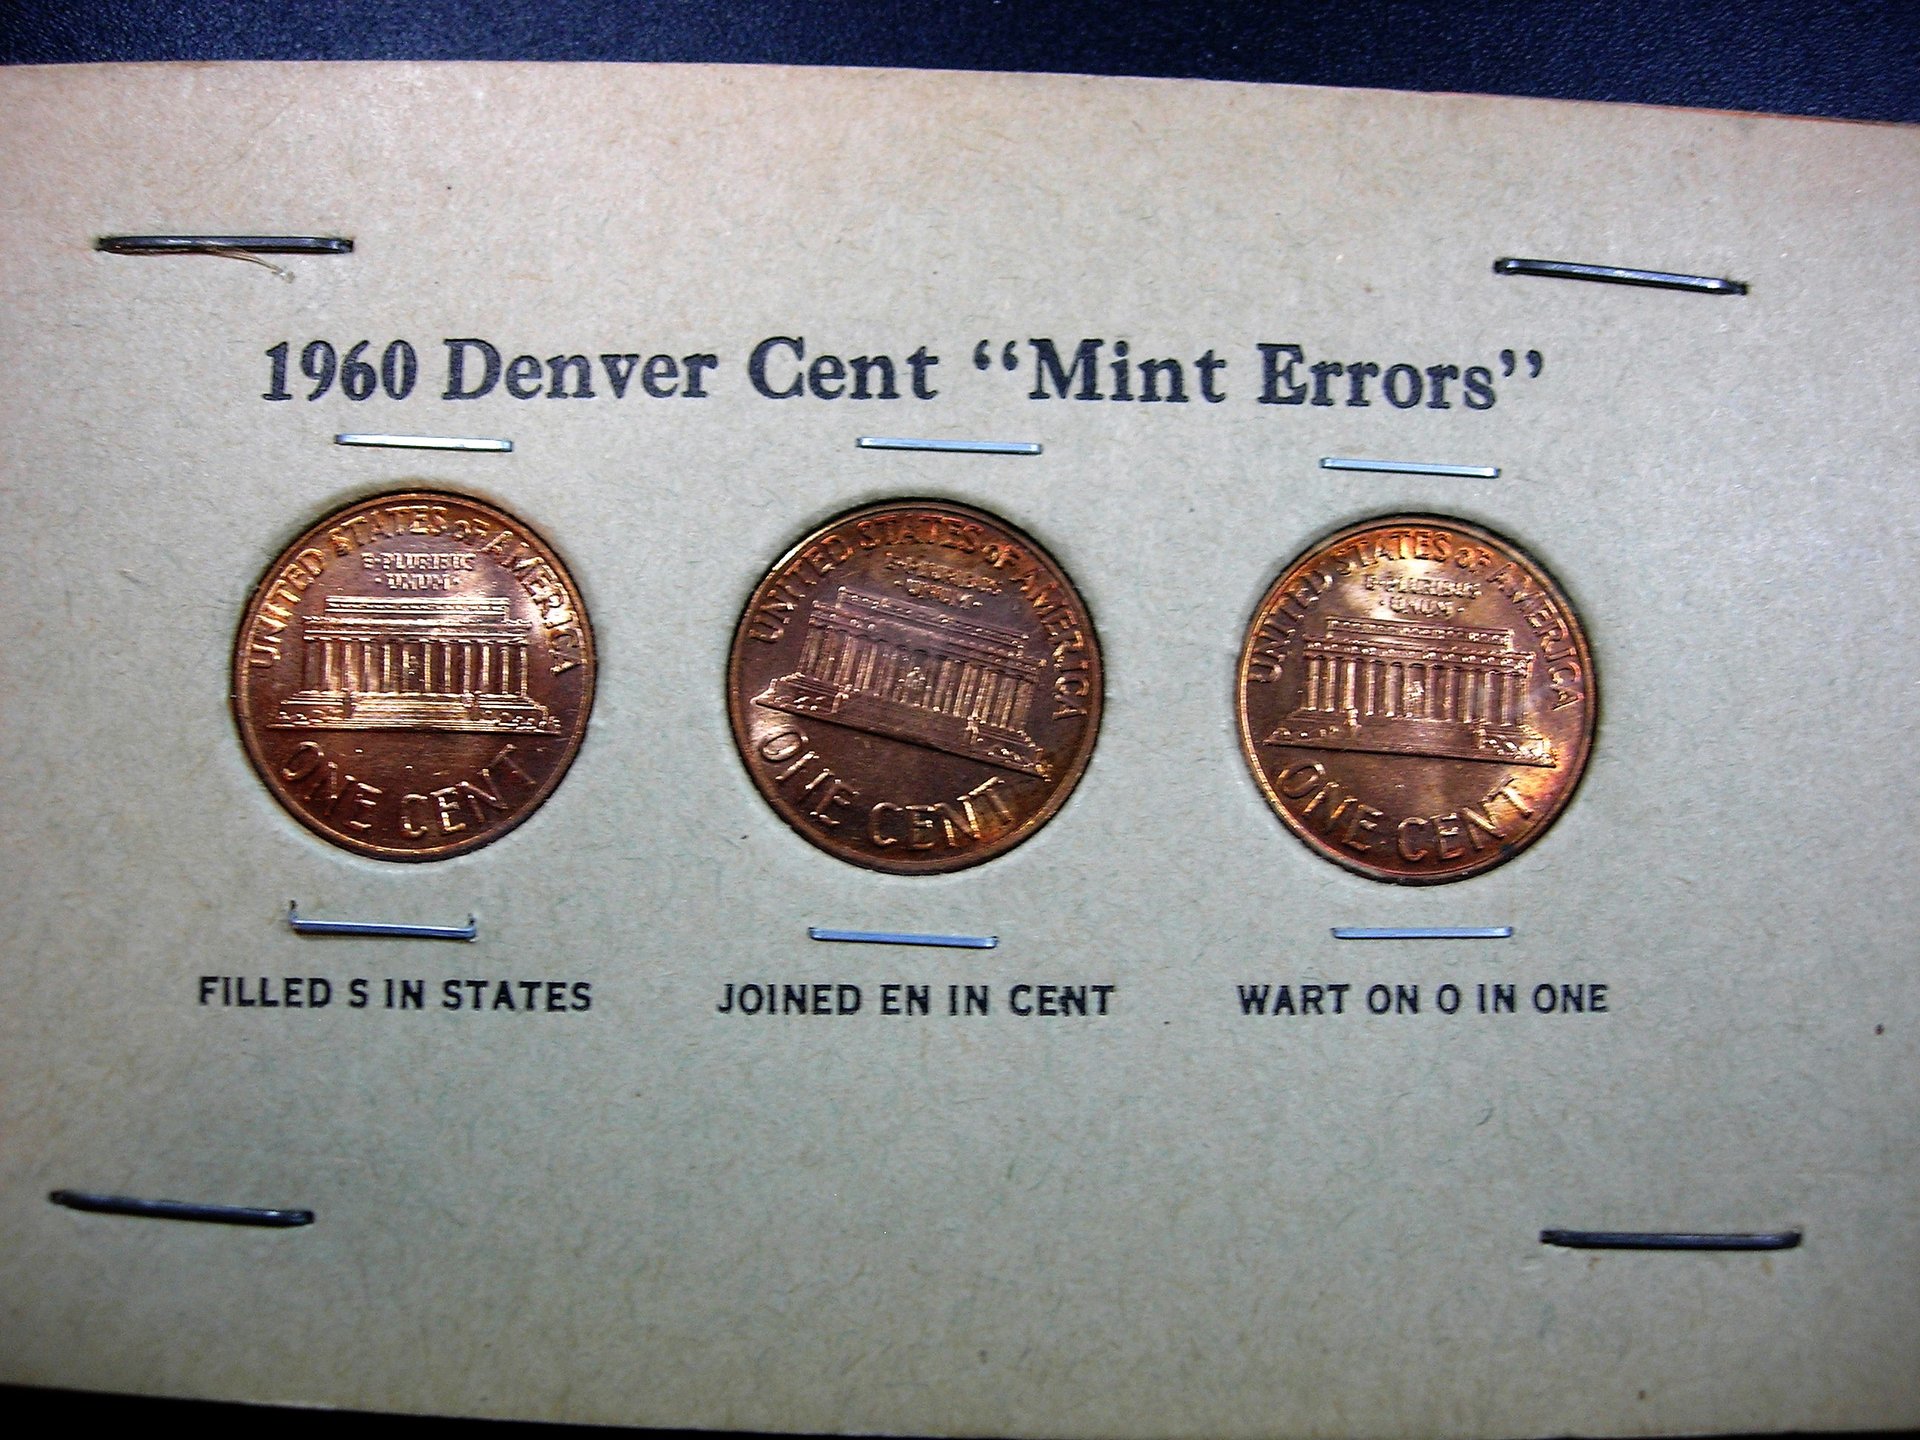 1960 Denver Cent “Mint Errors”
UNITED STATES OF AMERICA
E·PLURIBUS
·UNUM·
ONE CENT
UNITED STATES OF AMERICA
E·PLURIBUS
·UNUM·
ONE CENT
UNITED STATES OF AMERICA
E·PLURIBUS
·UNUM·
ONE CENT
FILLED S IN STATES
JOINED EN IN CENT
WART ON O IN ONE